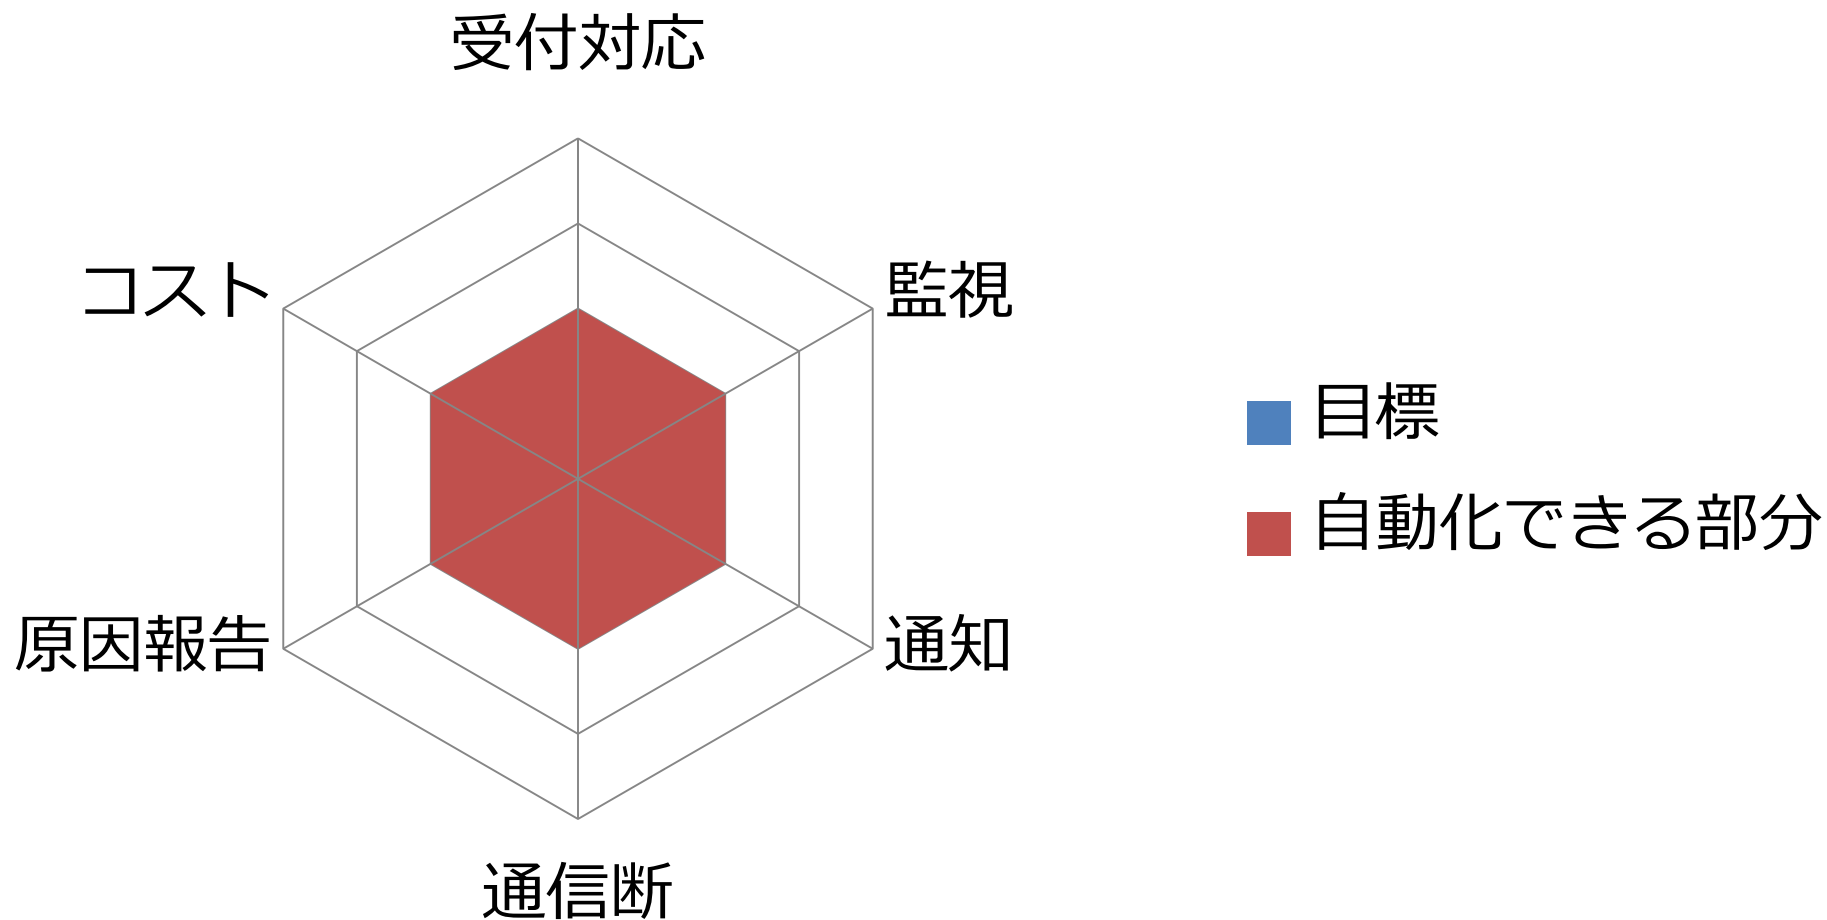 受付対応
コスト
監視
目標
自動化できる部分
原因報告
通知
通信断